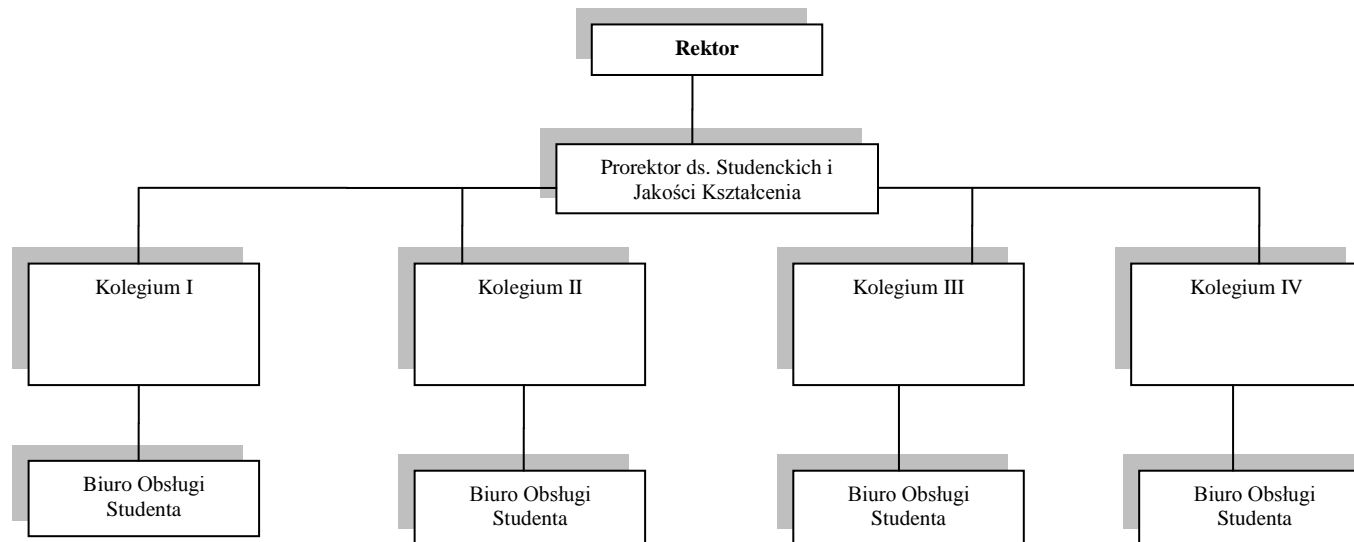 Rektor
Prorektor ds. Studenckich i
Jakości Kształcenia
Kolegium I
Kolegium II
Kolegium III
Kolegium IV
Biuro Obsługi
Studenta
Biuro Obsługi
Studenta
Biuro Obsługi
Studenta
Biuro Obsługi
Studenta